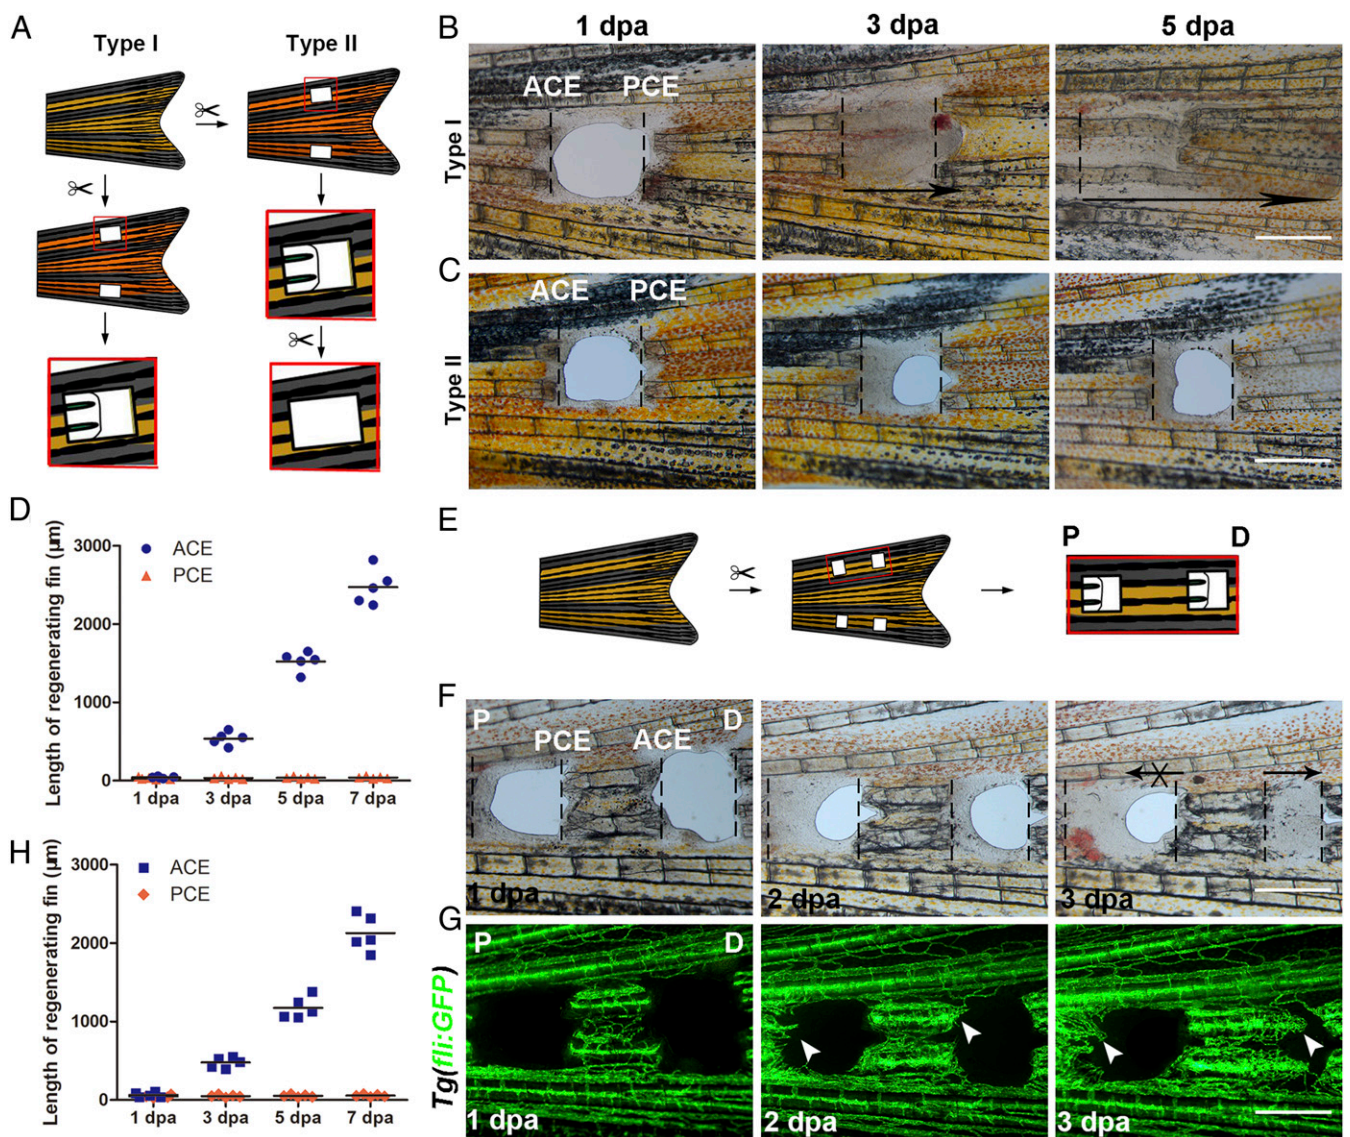 A
Type I
Type II
B
1 dpa
3 dpa
5 dpa
ACE
PCE
Type I
C
ACE
PCE
Type II
D
Length of regenerating fin (μm)
3000
2000
1000
0
ACE
PCE
1 dpa
3 dpa
5 dpa
7 dpa
E
P
D
F
P
D
PCE
ACE
1 dpa
2 dpa
3 dpa
G
Tg(fli:GFP)
P
D
1 dpa
2 dpa
3 dpa
H
Length of regenerating fin (μm)
3000
2000
1000
0
ACE
PCE
1 dpa
3 dpa
5 dpa
7 dpa